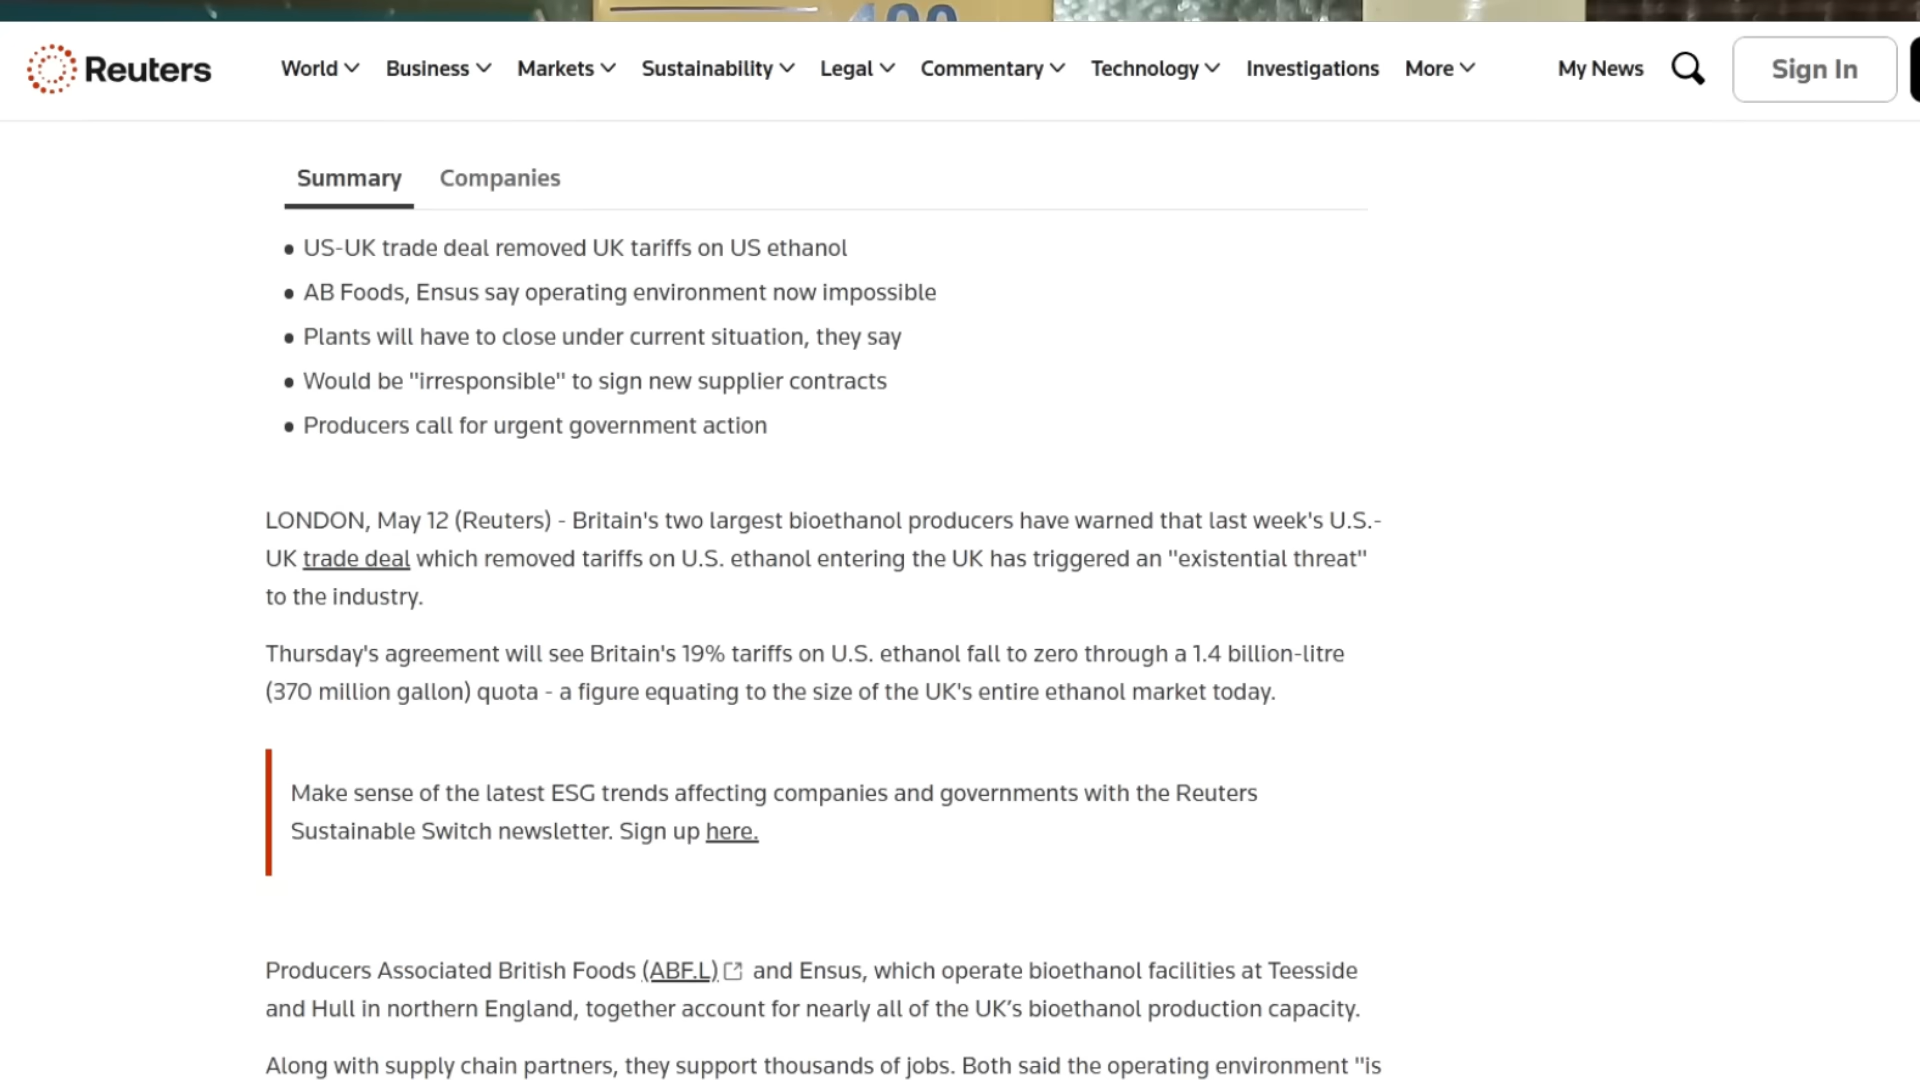 100
Reuters World Business Markets Sustainability Legal Commentary Technology Investigations More My News Sign In
Summary Companies
• US-UK trade deal removed UK tariffs on US ethanol
• AB Foods, Ensus say operating environment now impossible
• Plants will have to close under current situation, they say
• Would be "irresponsible" to sign new supplier contracts
• Producers call for urgent government action
LONDON, May 12 (Reuters) - Britain's two largest bioethanol producers have warned that last week's U.S.-
UK trade deal which removed tariffs on U.S. ethanol entering the UK has triggered an "existential threat"
to the industry.
Thursday's agreement will see Britain's 19% tariffs on U.S. ethanol fall to zero through a 1.4 billion-litre
(370 million gallon) quota - a figure equating to the size of the UK's entire ethanol market today.
Make sense of the latest ESG trends affecting companies and governments with the Reuters
Sustainable Switch newsletter. Sign up here.
Producers Associated British Foods (ABF.L) and Ensus, which operate bioethanol facilities at Teesside
and Hull in northern England, together account for nearly all of the UK’s bioethanol production capacity.
Along with supply chain partners, they support thousands of jobs. Both said the operating environment "is